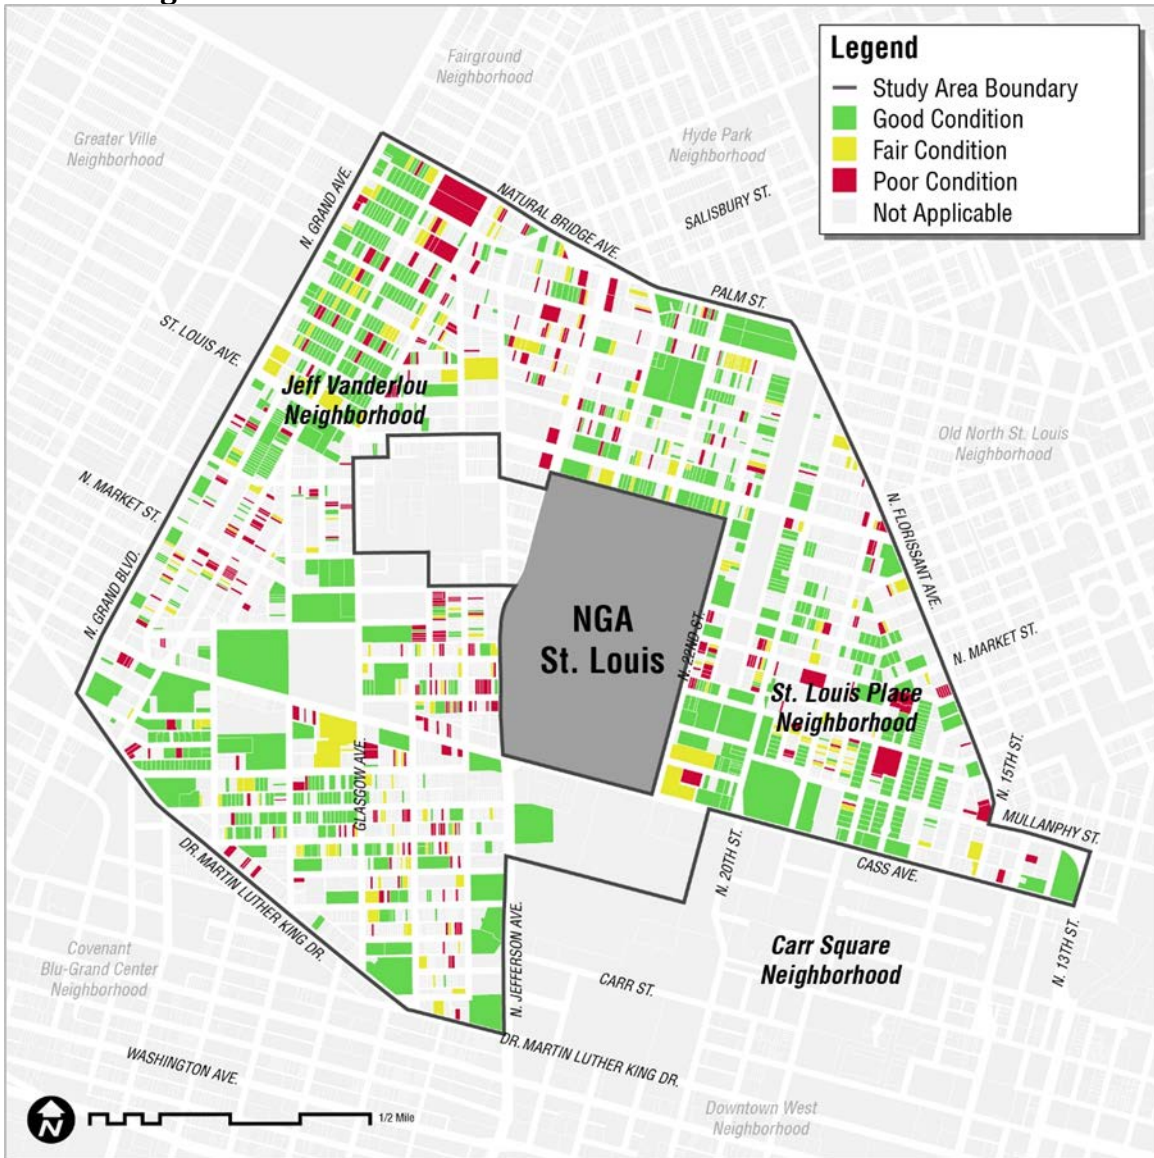 Fairground
Neighborhood
Greater Ville
Neighborhood
Hyde Park
Neighborhood
Legend
Study Area Boundary
Good Condition
Fair Condition
Poor Condition
Not Applicable
N. GRAND AVE.
NATURAL BRIDGE AVE.
SALISBURY ST.
PALM ST.
ST. LOUIS AVE.
Jeff Vanderlou
Neighborhood
Old North St. Louis
Neighborhood
N. MARKET ST.
N. FLORISSANT AVE.
N. GRAND BLVD.
NGA
St. Louis
N. 22ND ST.
N. MARKET ST.
St. Louis Place
Neighborhood
GLASGOW AVE.
N. 15TH ST.
MULLANPHY ST.
DR. MARTIN LUTHER KING DR.
N. 20TH ST.
CASS AVE.
Covenant
Blu-Grand Center
Neighborhood
N. JEFFERSON AVE.
Carr Square
Neighborhood
N. 13TH ST.
CARR ST.
DR. MARTIN LUTHER KING DR.
WASHINGTON AVE.
Downtown West
Neighborhood
N
1/2 Mile